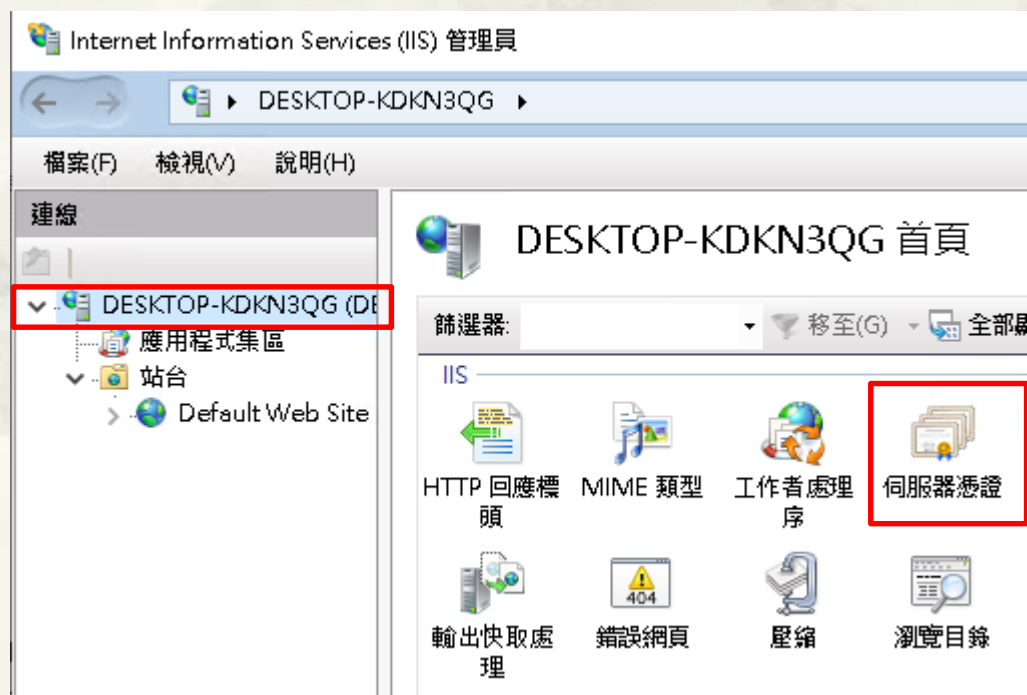 Internet Information Services (IIS) 管理員
DESKTOP-KDKN3QG
檔案(F) 檢視(V) 說明(H)
連線
DESKTOP-KDKN3QG (DE
應用程式集區
站台
Default Web Site
DESKTOP-KDKN3QG 首頁
篩選器: 移至(G) 全部顯
IIS
HTTP 回應標
頭
MIME 類型
工作者處理
序
伺服器憑證
輸出快取處
理
404
錯誤網頁
壓縮
瀏覽目錄